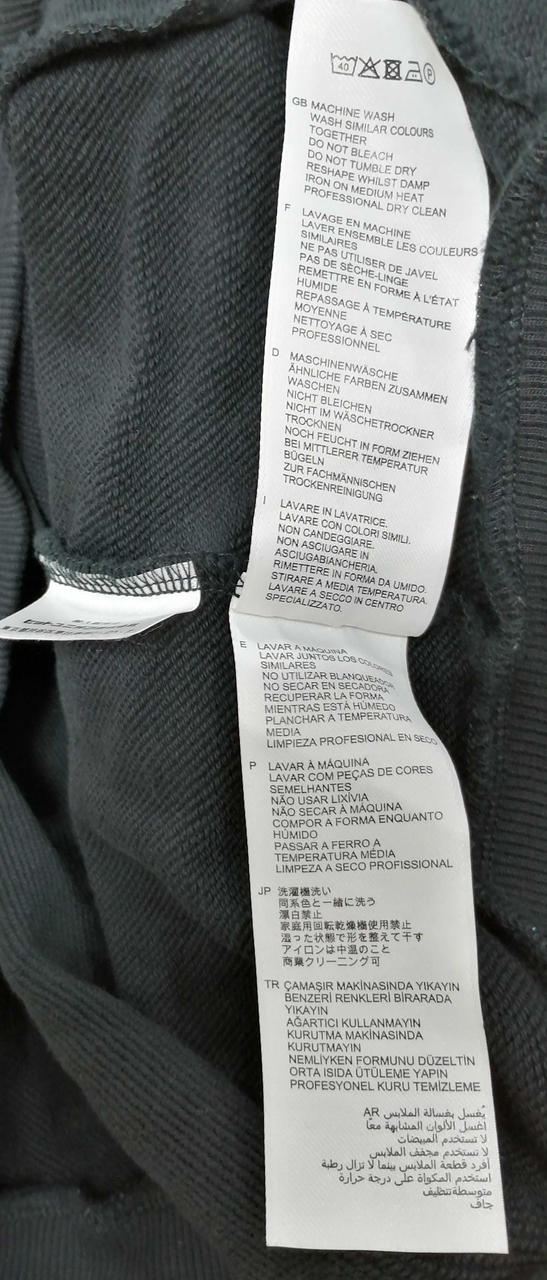 40 P
GB MACHINE WASH
WASH SIMILAR COLOURS
TOGETHER
DO NOT BLEACH
DO NOT TUMBLE DRY
RESHAPE WHILST DAMP
IRON ON MEDIUM HEAT
PROFESSIONAL DRY CLEAN
F LAVAGE EN MACHINE
LAVER ENSEMBLE LES COULEURS
SIMILAIRES
NE PAS UTILISER DE JAVEL
PAS DE SÈCHE-LINGE
REMETTRE EN FORME À L'ÉTAT
HUMIDE
REPASSAGE À TEMPÉRATURE
MOYENNE
NETTOYAGE À SEC
PROFESSIONNEL
D MASCHINENWÄSCHE
ÄHNLICHE FARBEN ZUSAMMEN
WASCHEN
NICHT BLEICHEN
NICHT IM WÄSCHETROCKNER
TROCKNEN
NOCH FEUCHT IN FORM ZIEHEN
BEI MITTLERER TEMPERATUR
BÜGELN
ZUR FACHMÄNNISCHEN
TROCKENREINIGUNG
I LAVARE IN LAVATRICE.
LAVARE CON COLORI SIMILI.
NON CANDEGGIARE.
NON ASCIUGARE IN
ASCIUGABIANCHERIA.
RIMETTERE IN FORMA DA UMIDO.
STIRARE A MEDIA TEMPERATURA.
LAVARE A SECCO IN CENTRO
SPECIALIZZATO.
E LAVAR A MÁQUINA
LAVAR JUNTOS LOS COLORES
SIMILARES
NO UTILIZAR BLANQUEADOR
NO SECAR EN SECADORA
RECUPERAR LA FORMA
MIENTRAS ESTÁ HÚMEDO
PLANCHAR A TEMPERATURA
MEDIA
LIMPIEZA PROFESIONAL EN SECO
P LAVAR À MÁQUINA
LAVAR COM PEÇAS DE CORES
SEMELHANTES
NÃO USAR LIXÍVIA
NÃO SECAR À MÁQUINA
COMPOR A FORMA ENQUANTO
HÚMIDO
PASSAR A FERRO A
TEMPERATURA MÉDIA
LIMPEZA A SECO PROFISSIONAL
JP 洗濯機洗い
同系色と一緒に洗う
漂白禁止
家庭用回転乾燥機使用禁止
湿った状態で形を整えて干す
アイロンは中温のこと
商業クリーニング可
TR ÇAMAŞIR MAKİNASINDA YIKAYIN
BENZERİ RENKLERİ BİRARADA
YIKAYIN
AĞARTICI KULLANMAYIN
KURUTMA MAKİNASINDA
KURUTMAYIN
NEMLİYKEN FORMUNU DÜZELTİN
ORTA ISIDA ÜTÜLEME YAPIN
PROFESYONEL KURU TEMİZLEME
AR يُغسل بغسالة الملابس
اغسل الألوان المشابهة معاً
لا تستخدم المبيضات
لا تستخدم مجفف الملابس
أفرد قطعة الملابس بينما لا تزال رطبة
استخدم المكواة على درجة حرارة
متوسطةتنظيف
جاف